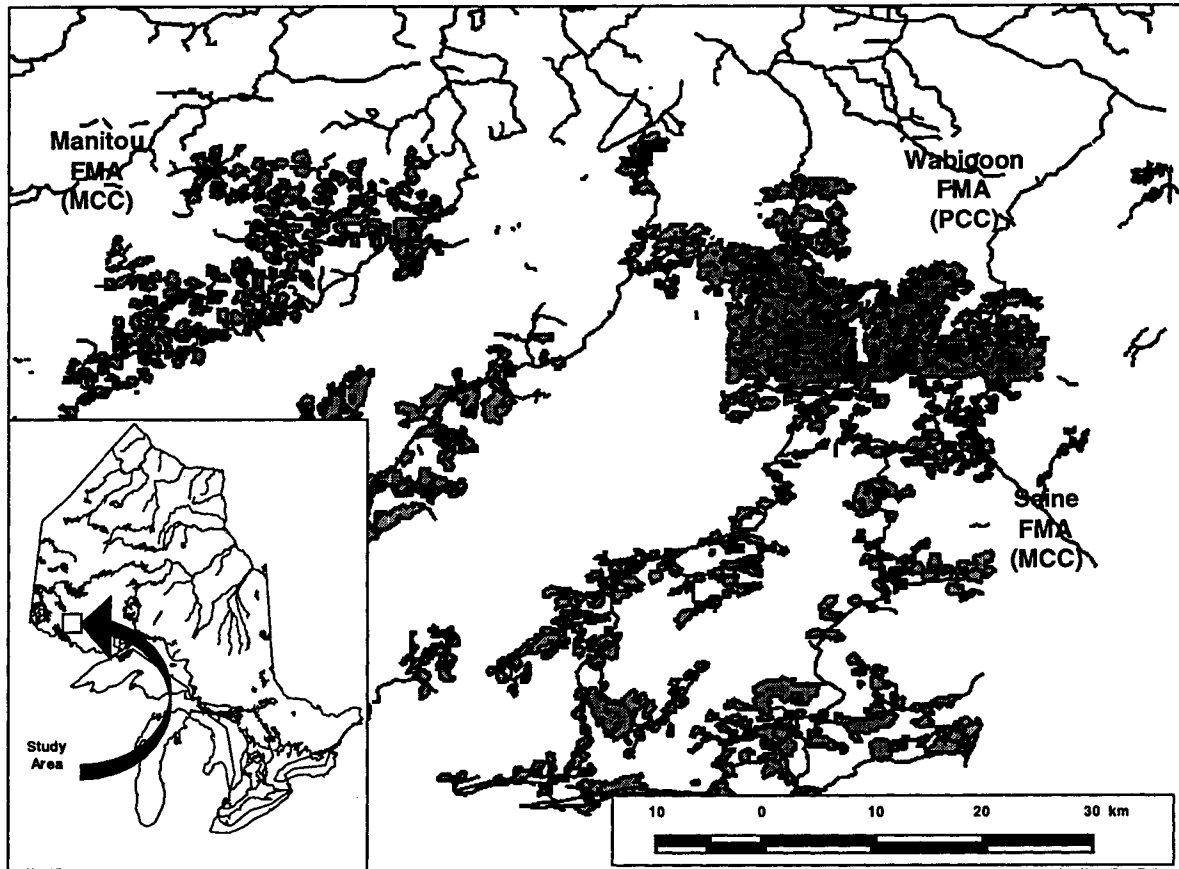 Manitou
FMA
(MCC)
Wabigoon
FMA
(PCC)
Seine
FMA
(MCC)
Study
Area
10 0 10 20 30 km